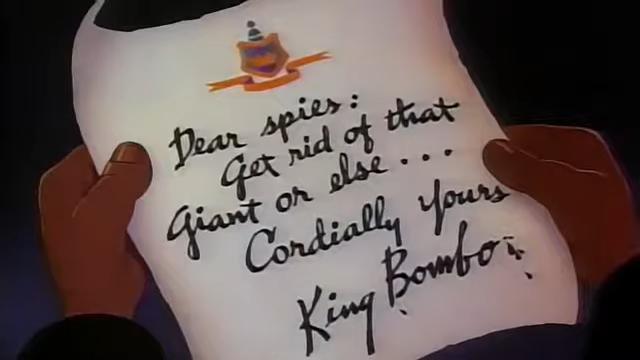 Dear spies:
Get rid of that
Giant or else...
Cordially yours
King Bombo